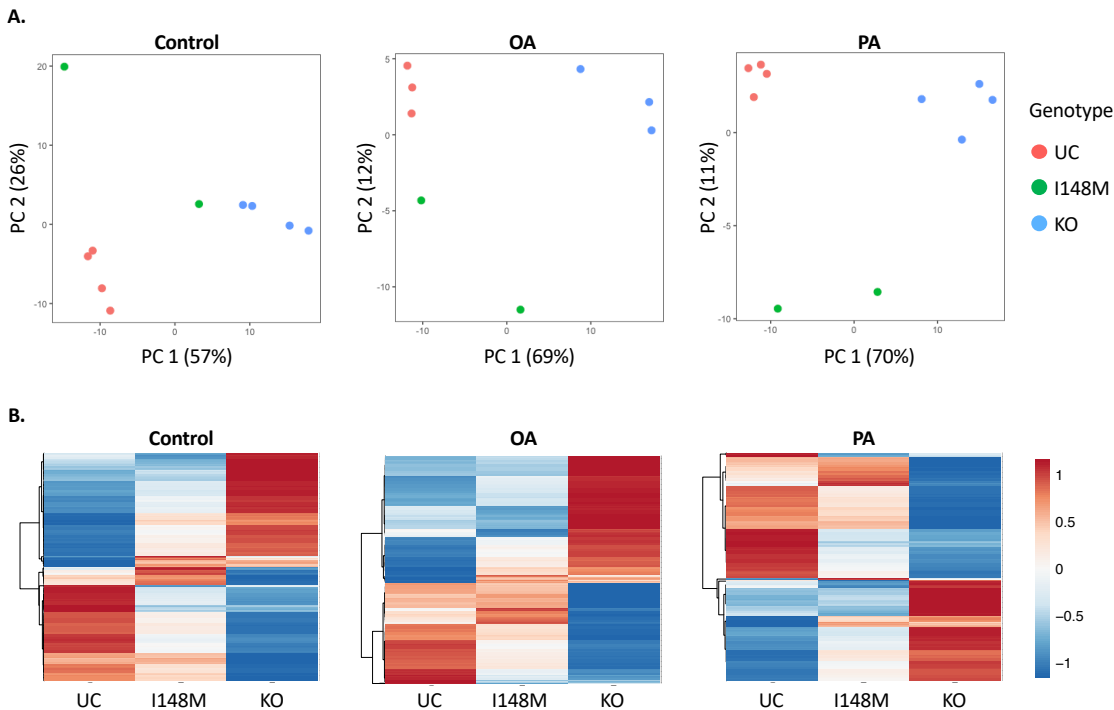 A.
Control
OA
PA
20
10
0
-10
-10
0
10
PC 2 (26%)
PC 1 (57%)
5
0
-5
-10
-10
0
10
PC 2 (12%)
PC 1 (69%)
0
-5
-10
-10
0
10
PC 2 (11%)
PC 1 (70%)
Genotype
UC
I148M
KO
B.
Control
OA
PA
UC I148M KO
UC I148M KO
UC I148M KO
1
0.5
0
−0.5
−1